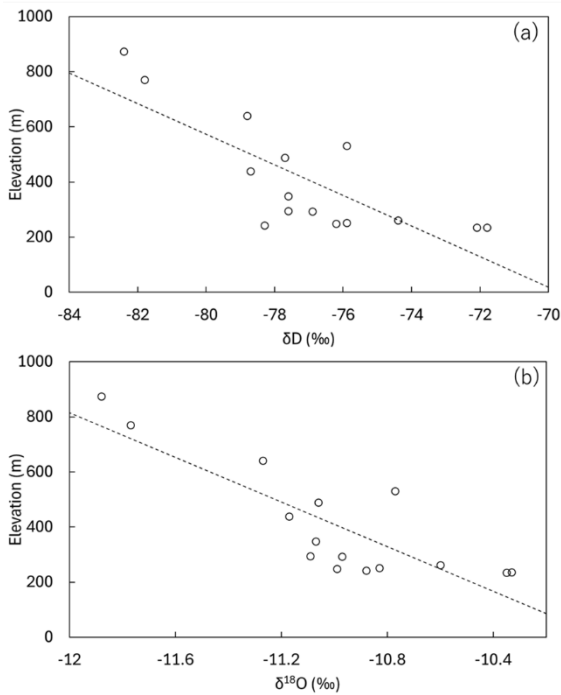 (a)
1000
800
600
400
200
0
Elevation (m)
-84 -82 -80 -78 -76 -74 -72 -70
δD (‰)
(b)
1000
800
600
400
200
0
Elevation (m)
-12 -11.6 -11.2 -10.8 -10.4
δ¹⁸O (‰)